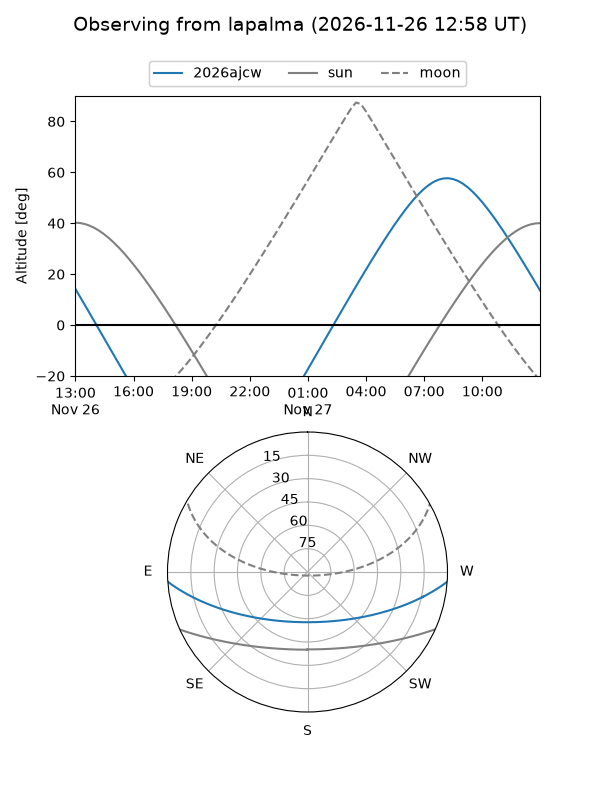 Observing from lapalma (2026-11-26 12:58 UT)
2026ajcw sun moon
Altitude [deg]
80
60
40
20
0
−20
13:00 16:00 19:00 22:00 01:00 04:00 07:00 10:00
Nov 26 Nov 27
N
NE NW
15
30
45
60
75
E W
SE SW
S